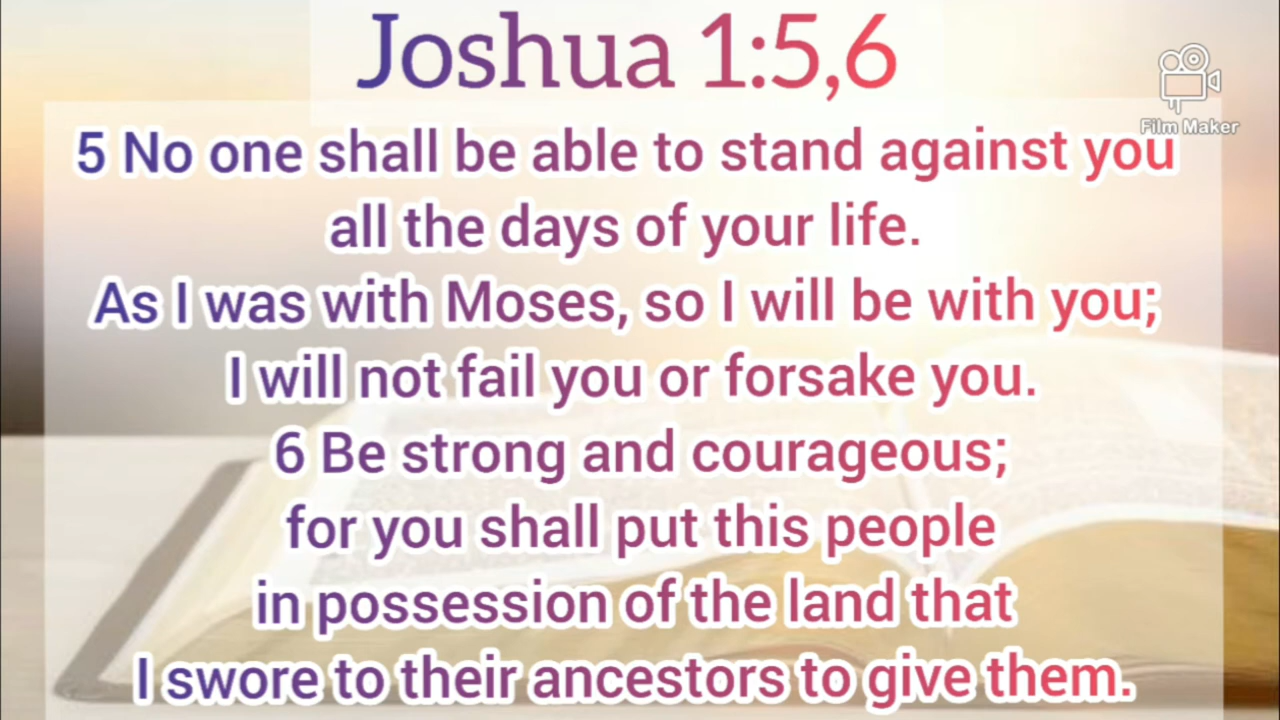 Joshua 1:5,6
Film Maker
5 No one shall be able to stand against you
all the days of your life.
As I was with Moses, so I will be with you;
I will not fail you or forsake you.
6 Be strong and courageous;
for you shall put this people
in possession of the land that
I swore to their ancestors to give them.